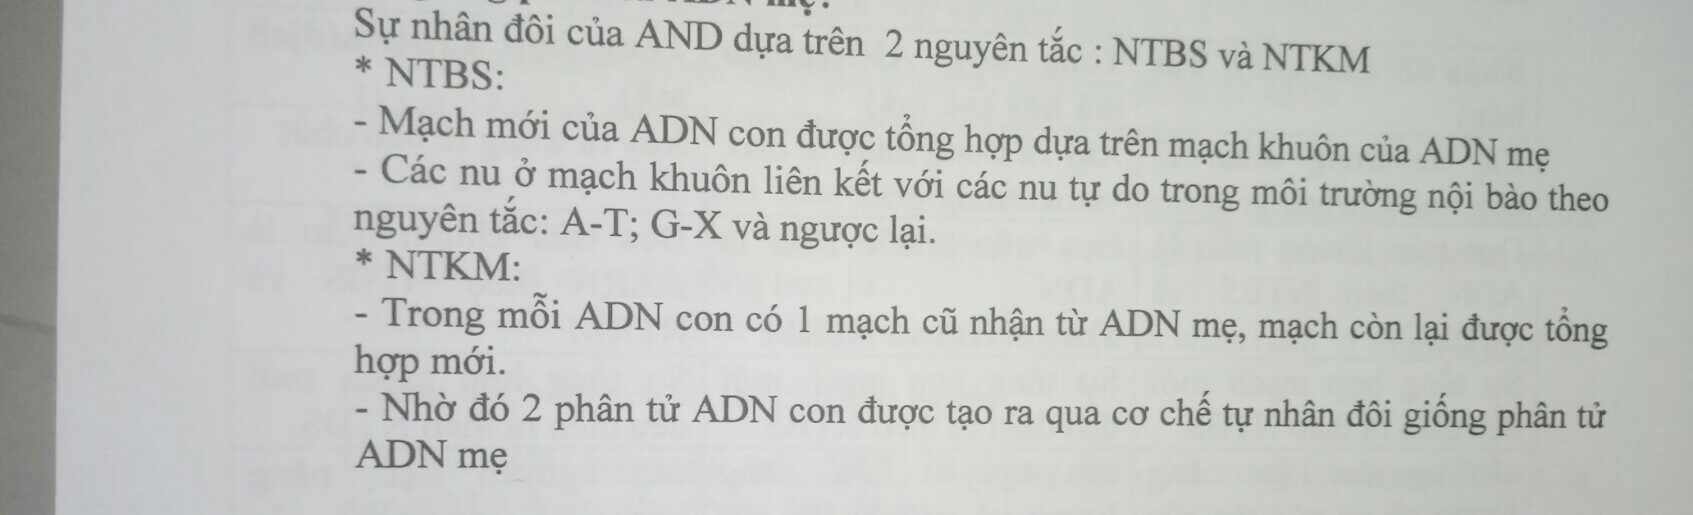 mẹ?
Sự nhân đôi của AND dựa trên 2 nguyên tắc : NTBS và NTKM
* NTBS:
- Mạch mới của ADN con được tổng hợp dựa trên mạch khuôn của ADN mẹ
- Các nu ở mạch khuôn liên kết với các nu tự do trong môi trường nội bào theo
nguyên tắc: A-T; G-X và ngược lại.
* NTKM:
- Trong mỗi ADN con có 1 mạch cũ nhận từ ADN mẹ, mạch còn lại được tổng
hợp mới.
- Nhờ đó 2 phân tử ADN con được tạo ra qua cơ chế tự nhân đôi giống phân tử
ADN mẹ